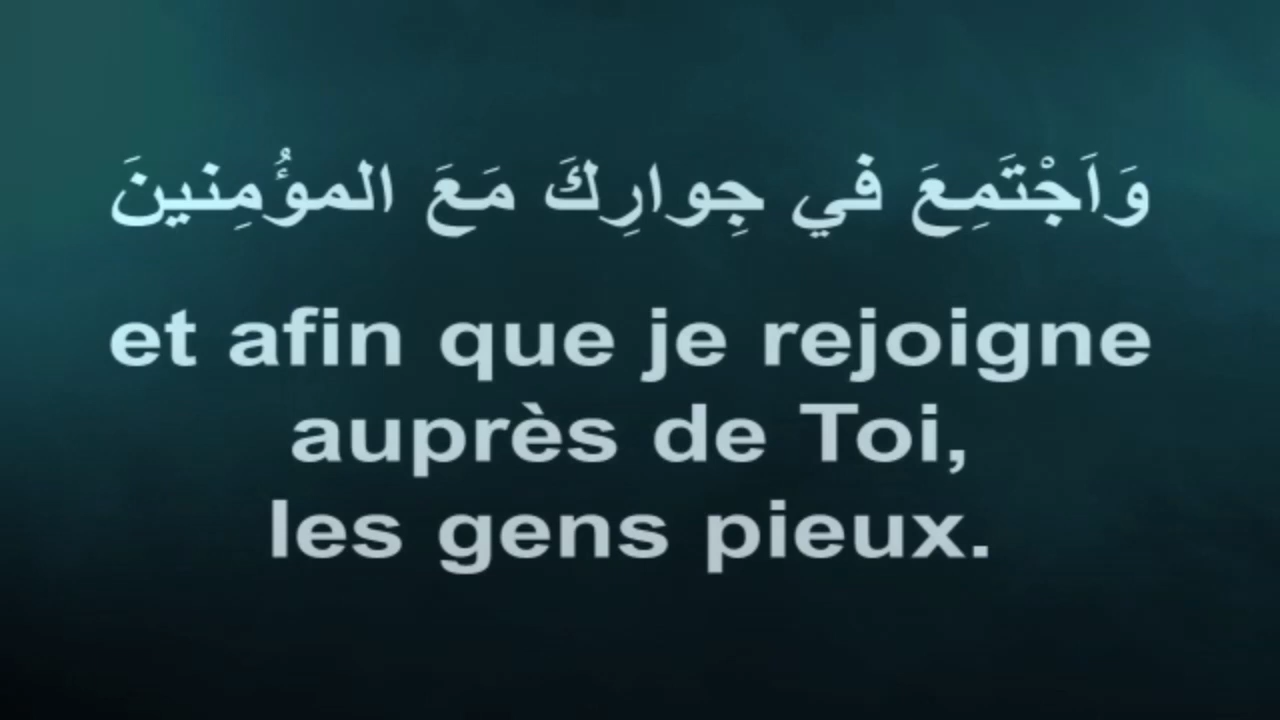 وَاَجْتَمِعَ في جِوارِكَ مَعَ المؤُمِنينَ
et afin que je rejoigne
auprès de Toi,
les gens pieux.